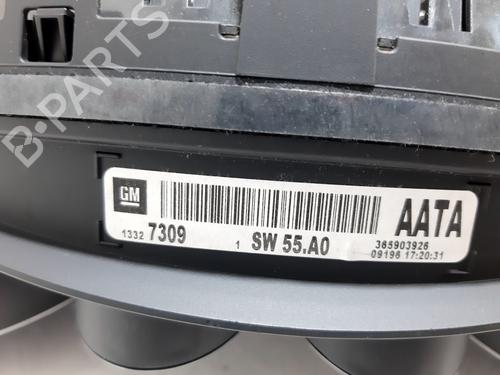 B-PARTS
GM
AATA
1332 7309 1 SW 55.A0
365903926
09196 17:20:31